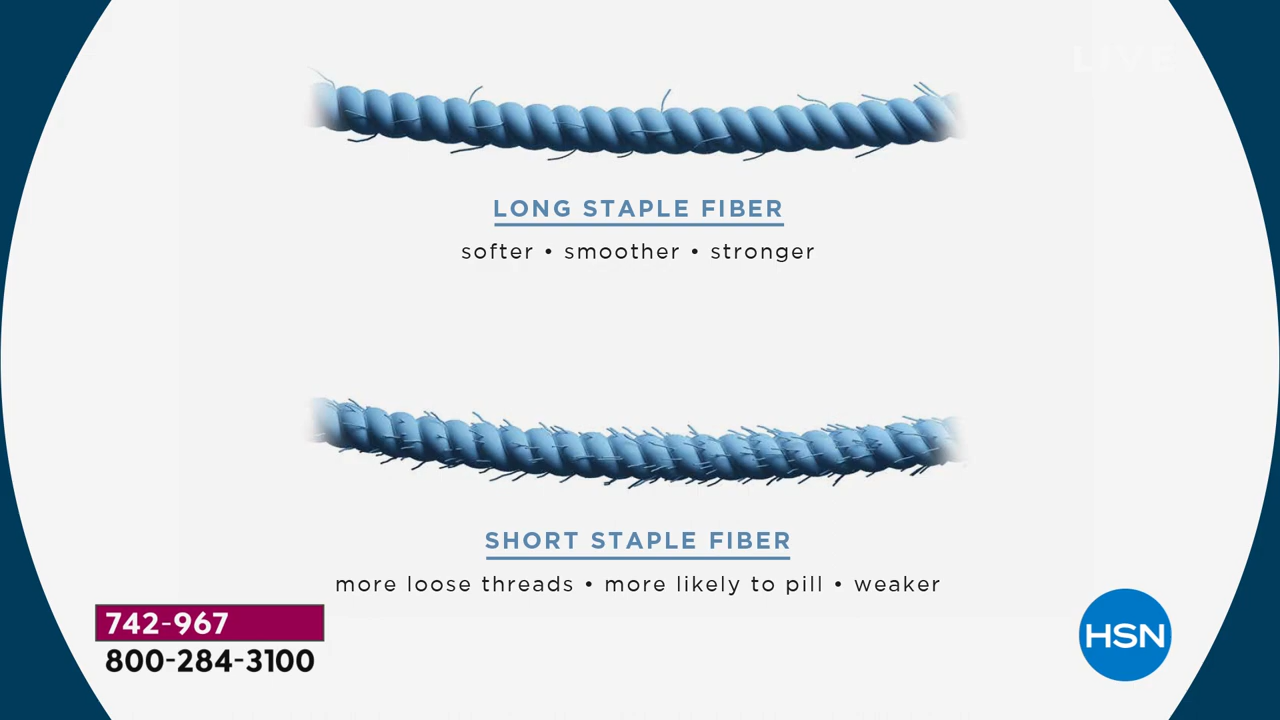 LIVE
LONG STAPLE FIBER
softer • smoother • stronger
SHORT STAPLE FIBER
more loose threads • more likely to pill • weaker
742-967
800-284-3100
HSN